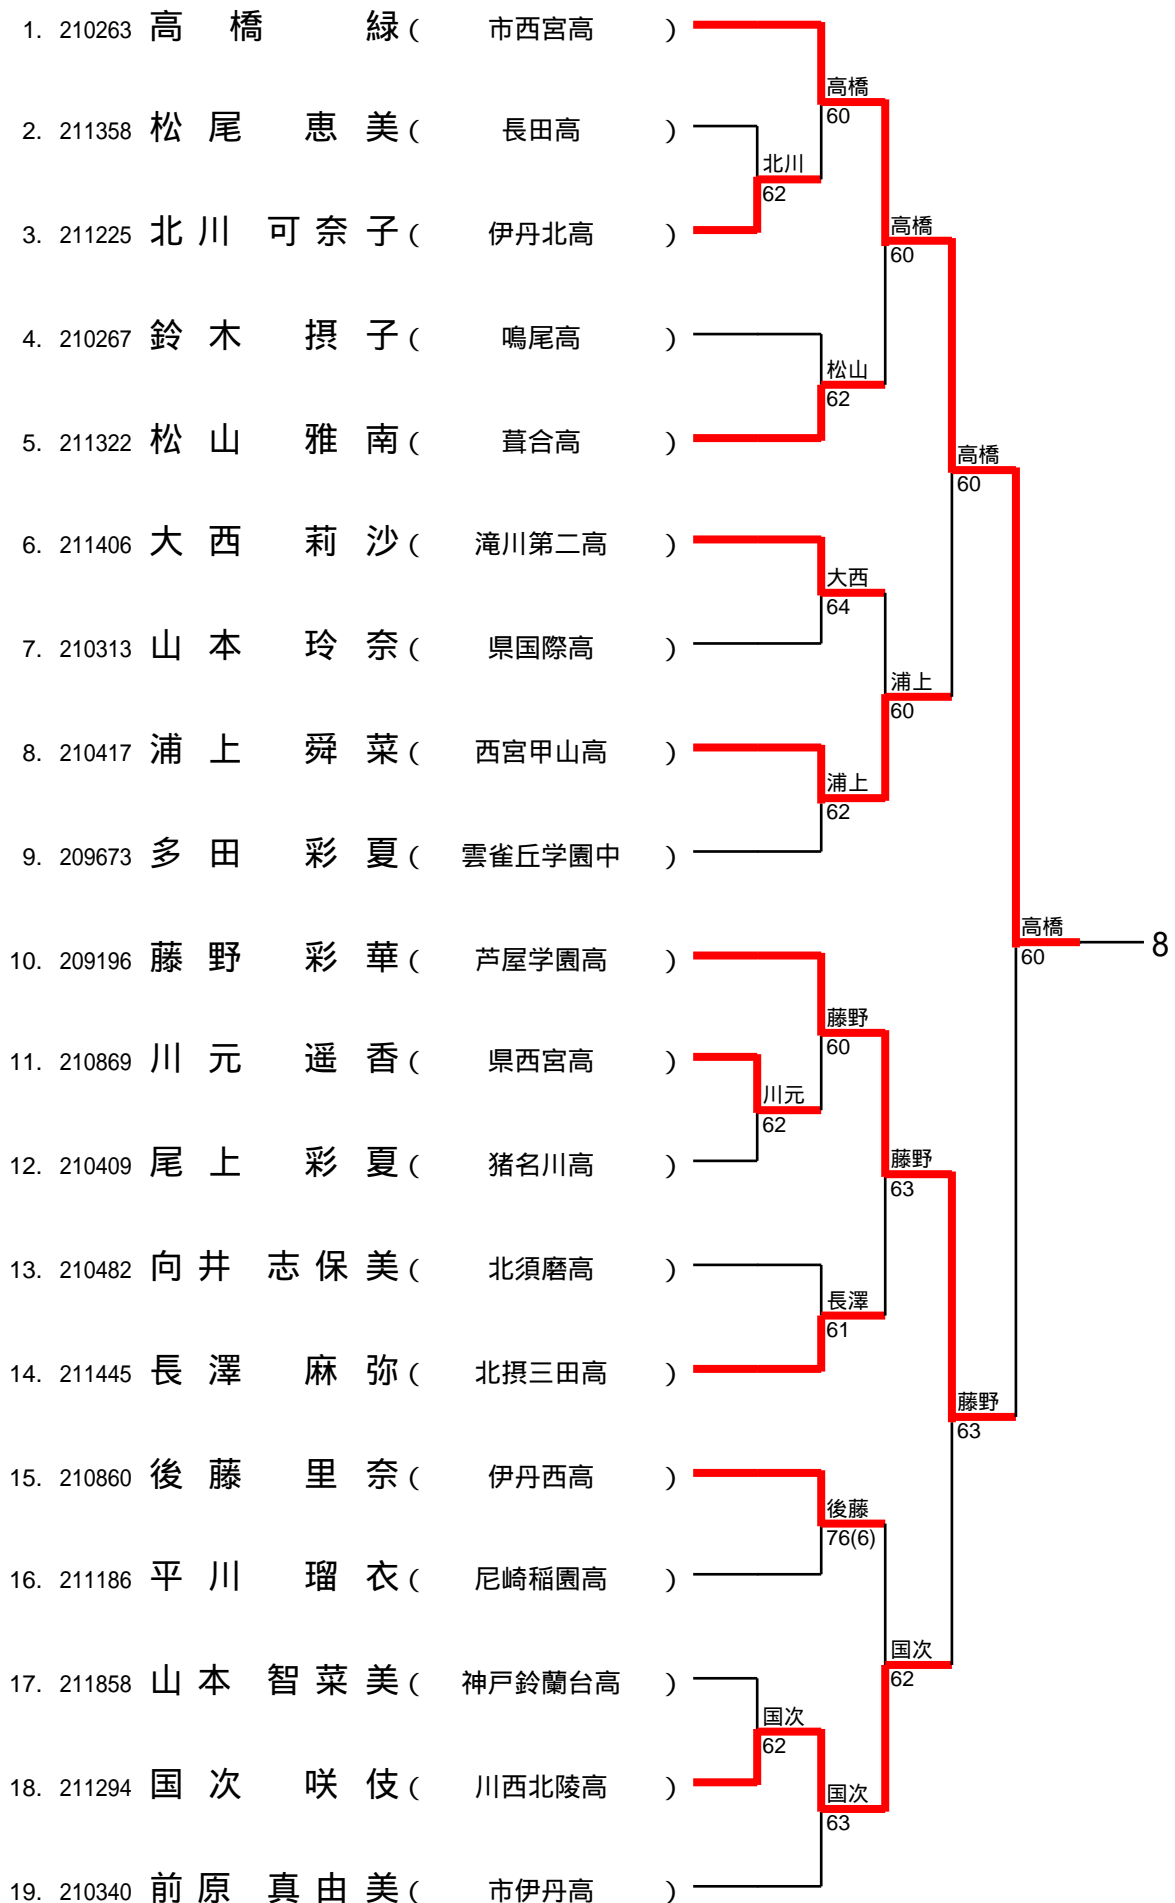 1. 210263 高橋 緑 ( 市西宮高 )
高橋
60
2. 211358 松尾 恵美 ( 長田高 )
北川
62
3. 211225 北川 可奈子 ( 伊丹北高 )
高橋
60
4. 210267 鈴木 摂子 ( 鳴尾高 )
松山
62
5. 211322 松山 雅南 ( 葺合高 )
高橋
60
6. 211406 大西 莉沙 ( 滝川第二高 )
大西
64
7. 210313 山本 玲奈 ( 県国際高 )
浦上
60
8. 210417 浦上 舜菜 ( 西宮甲山高 )
浦上
62
9. 209673 多田 彩夏 ( 雲雀丘学園中 )
高橋
60
8
10. 209196 藤野 彩華 ( 芦屋学園高 )
藤野
60
11. 210869 川元 遥香 ( 県西宮高 )
川元
62
12. 210409 尾上 彩夏 ( 猪名川高 )
藤野
63
13. 210482 向井 志保美 ( 北須磨高 )
長澤
61
14. 211445 長澤 麻弥 ( 北摂三田高 )
藤野
63
15. 210860 後藤 里奈 ( 伊丹西高 )
後藤
76(6)
16. 211186 平川 瑠衣 ( 尼崎稲園高 )
国次
62
17. 211858 山本 智菜美 ( 神戸鈴蘭台高 )
国次
62
18. 211294 国次 咲伎 ( 川西北陵高 )
国次
63
19. 210340 前原 真由美 ( 市伊丹高 )